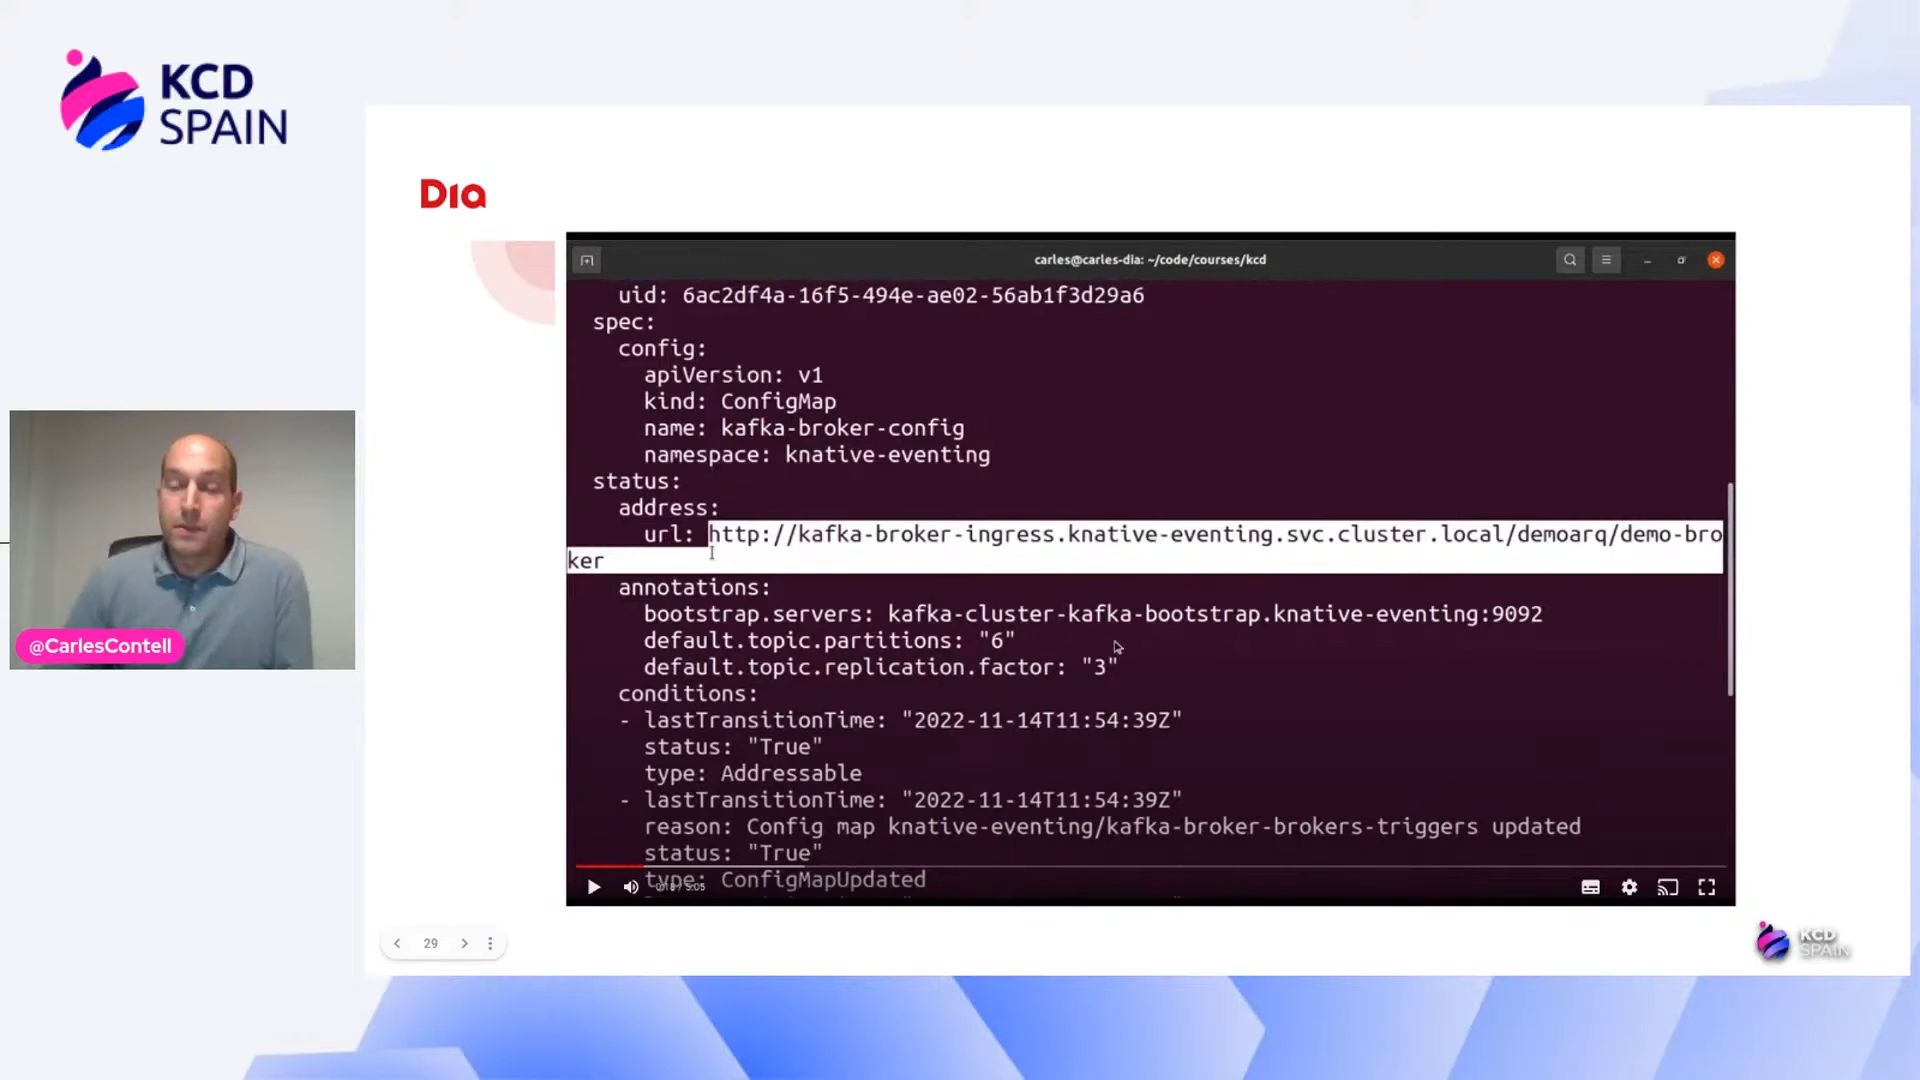 KCD
SPAIN
Dia
carles@carles-dia: ~/code/courses/kcd
uid: 6ac2df4a-16f5-494e-ae02-56ab1f3d29a6
spec:
config:
apiVersion: v1
kind: ConfigMap
name: kafka-broker-config
namespace: knative-eventing
status:
address:
url: http://kafka-broker-ingress.knative-eventing.svc.cluster.local/demoarq/demo-bro
ker
annotations:
bootstrap.servers: kafka-cluster-kafka-bootstrap.knative-eventing:9092
default.topic.partitions: "6"
default.topic.replication.factor: "3"
conditions:
- lastTransitionTime: "2022-11-14T11:54:39Z"
status: "True"
type: Addressable
- lastTransitionTime: "2022-11-14T11:54:39Z"
reason: Config map knative-eventing/kafka-broker-brokers-triggers updated
status: "True"
type: ConfigMapUpdated
@CarlesContell
29
KCD
SPAIN